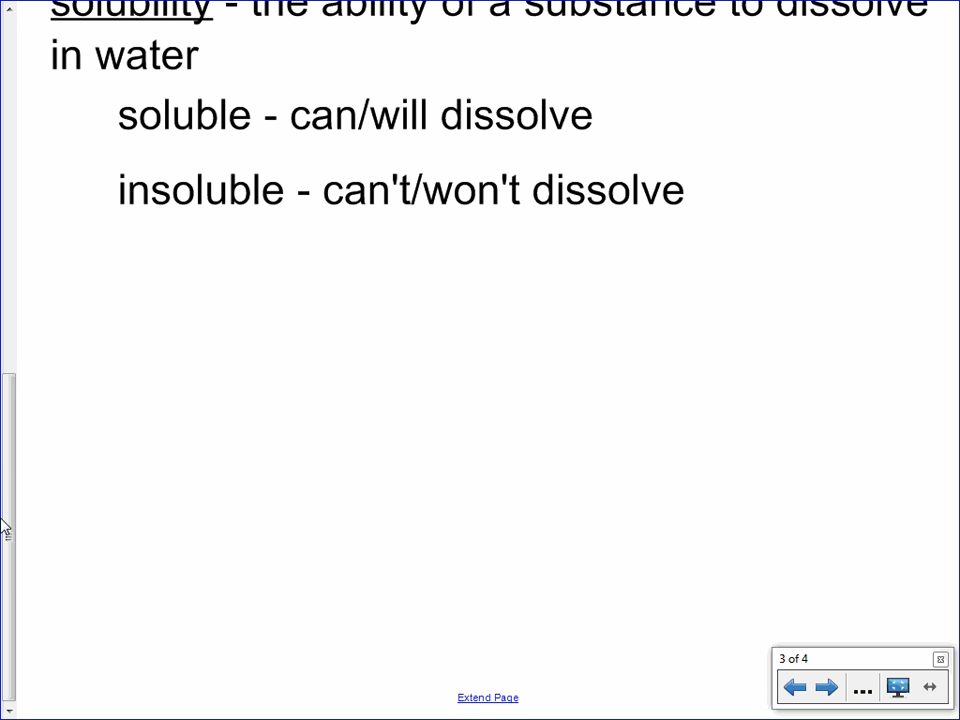 solubility - the ability of a substance to dissolve
in water
soluble - can/will dissolve
insoluble - can't/won't dissolve
3 of 4
...
Extend Page